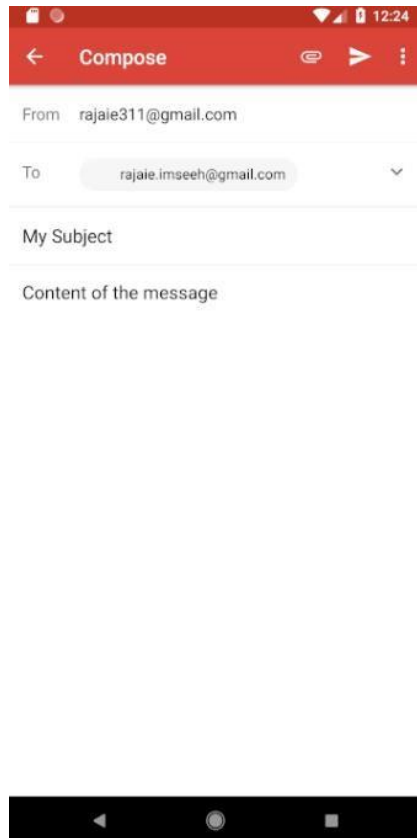 12:24
Compose
From rajaie311@gmail.com
To rajaie.imseeh@gmail.com
My Subject
Content of the message